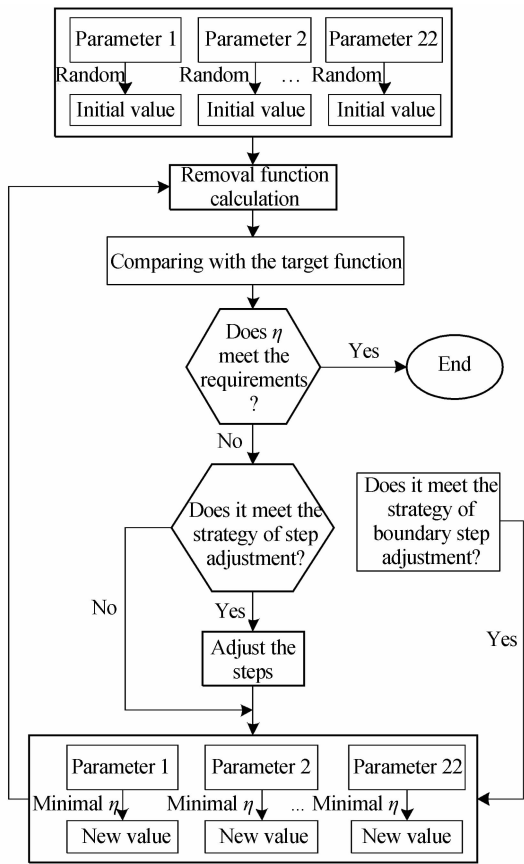 Parameter 1
Parameter 2
Parameter 22
Random
Random
...
Random
Initial value
Initial value
Initial value
Removal function
calculation
Comparing with the target function
Does η
meet the
requirements
?
Yes
End
No
Does it meet the
strategy of step
adjustment?
Does it meet the
strategy of
boundary step
adjustment?
No
Yes
Yes
Adjust the
steps
Parameter 1
Parameter 2
Parameter 22
Minimal η
Minimal η
...
Minimal η
New value
New value
New value